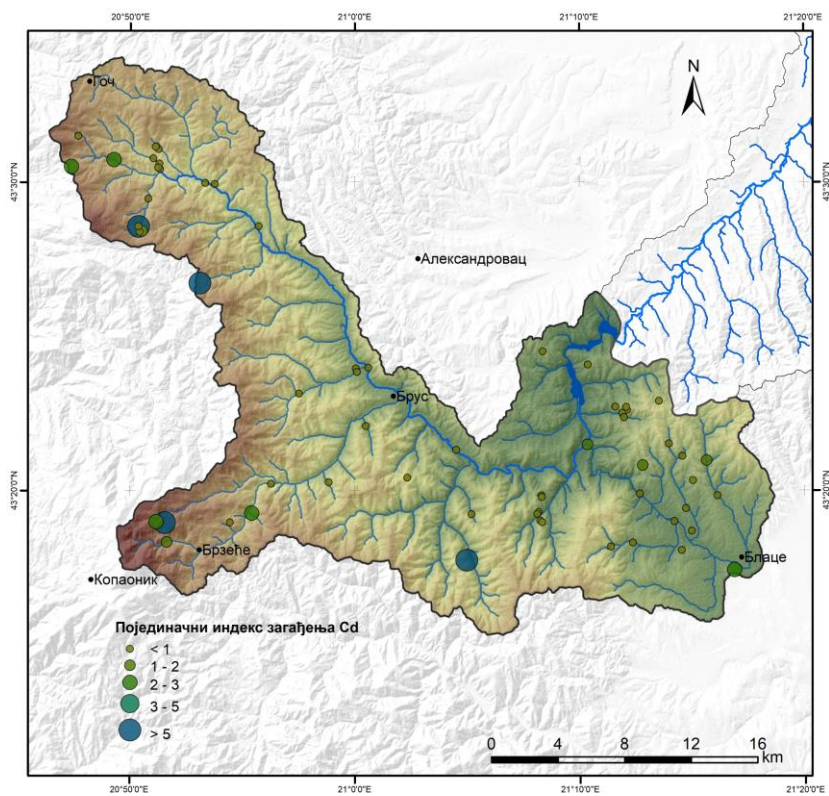 20°50'0"E 21°0'0"E 21°10'0"E 21°20'0"E
N
Гоч
43°30'0"N 43°30'0"N
Александровац
Брус
43°20'0"N 43°20'0"N
Брзеће
Блаце
Копаоник
Појединачни индекс загађења Cd
< 1
1 - 2
2 - 3
3 - 5
> 5
0 4 8 12 16
km
20°50'0"E 21°0'0"E 21°10'0"E 21°20'0"E